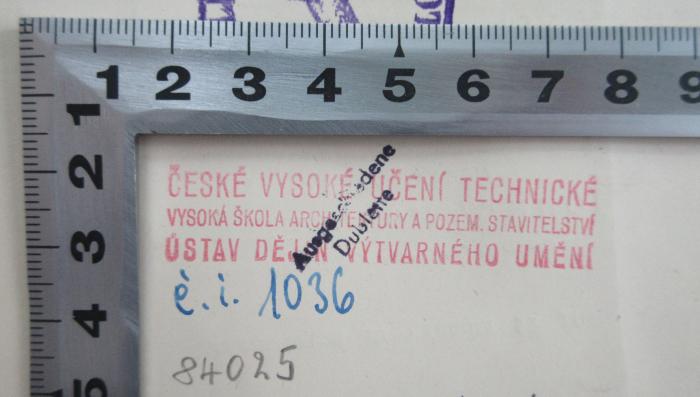 1 2 3 4 5 6 7 8 9
1
2
3
4
5
ČESKÉ VYSOKÉ UČENÍ TECHNICKÉ
VYSOKÁ ŠKOLA ARCHITEKTURY A POZEM. STAVITELSTVÍ
ÚSTAV DĚJIN VÝTVARNÉHO UMĚNÍ
Ausgeschiedene
Dublette
č. i. 1036
84025